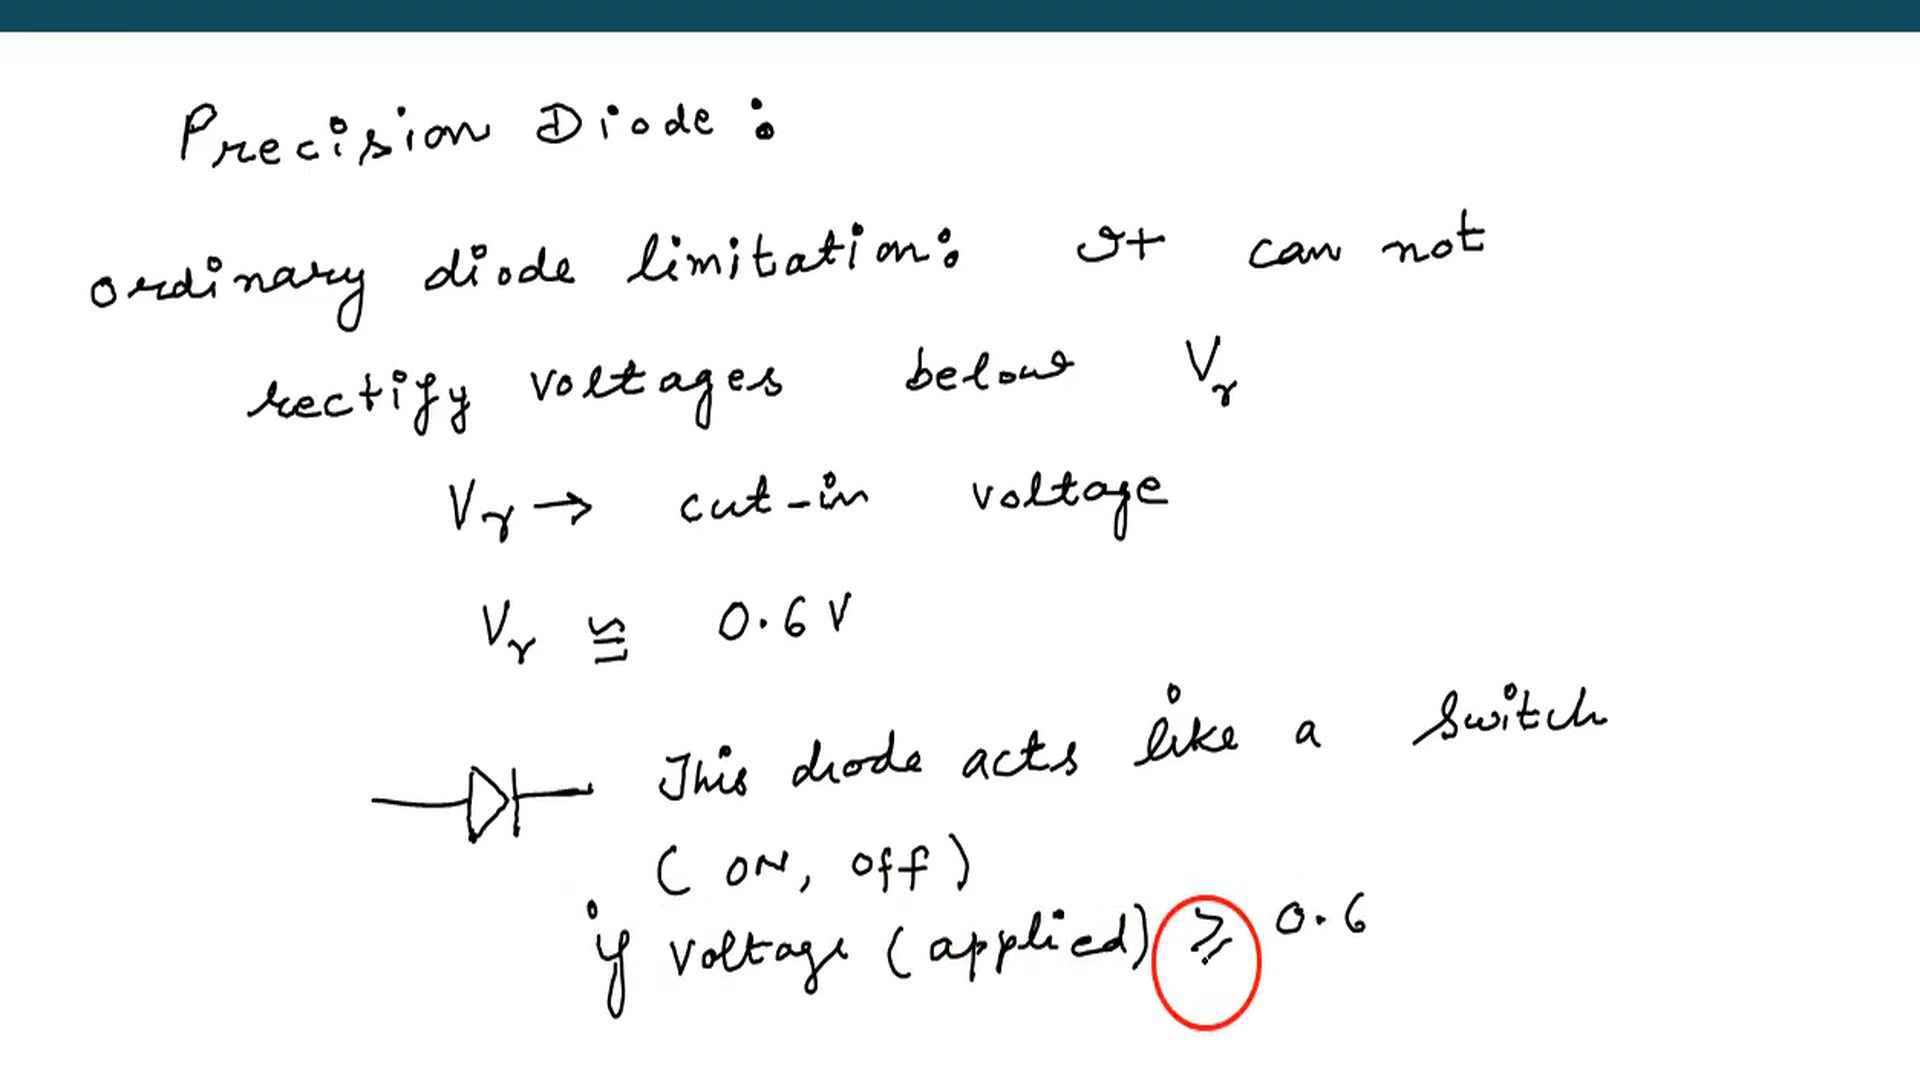 Precision Diode:
ordinary diode limitation: It can not
rectify voltages below Vγ
Vγ → cut-in voltage
Vγ ≌ 0.6 V
This diode acts like a switch
(ON, Off)
if voltage (applied) ⩾ 0.6